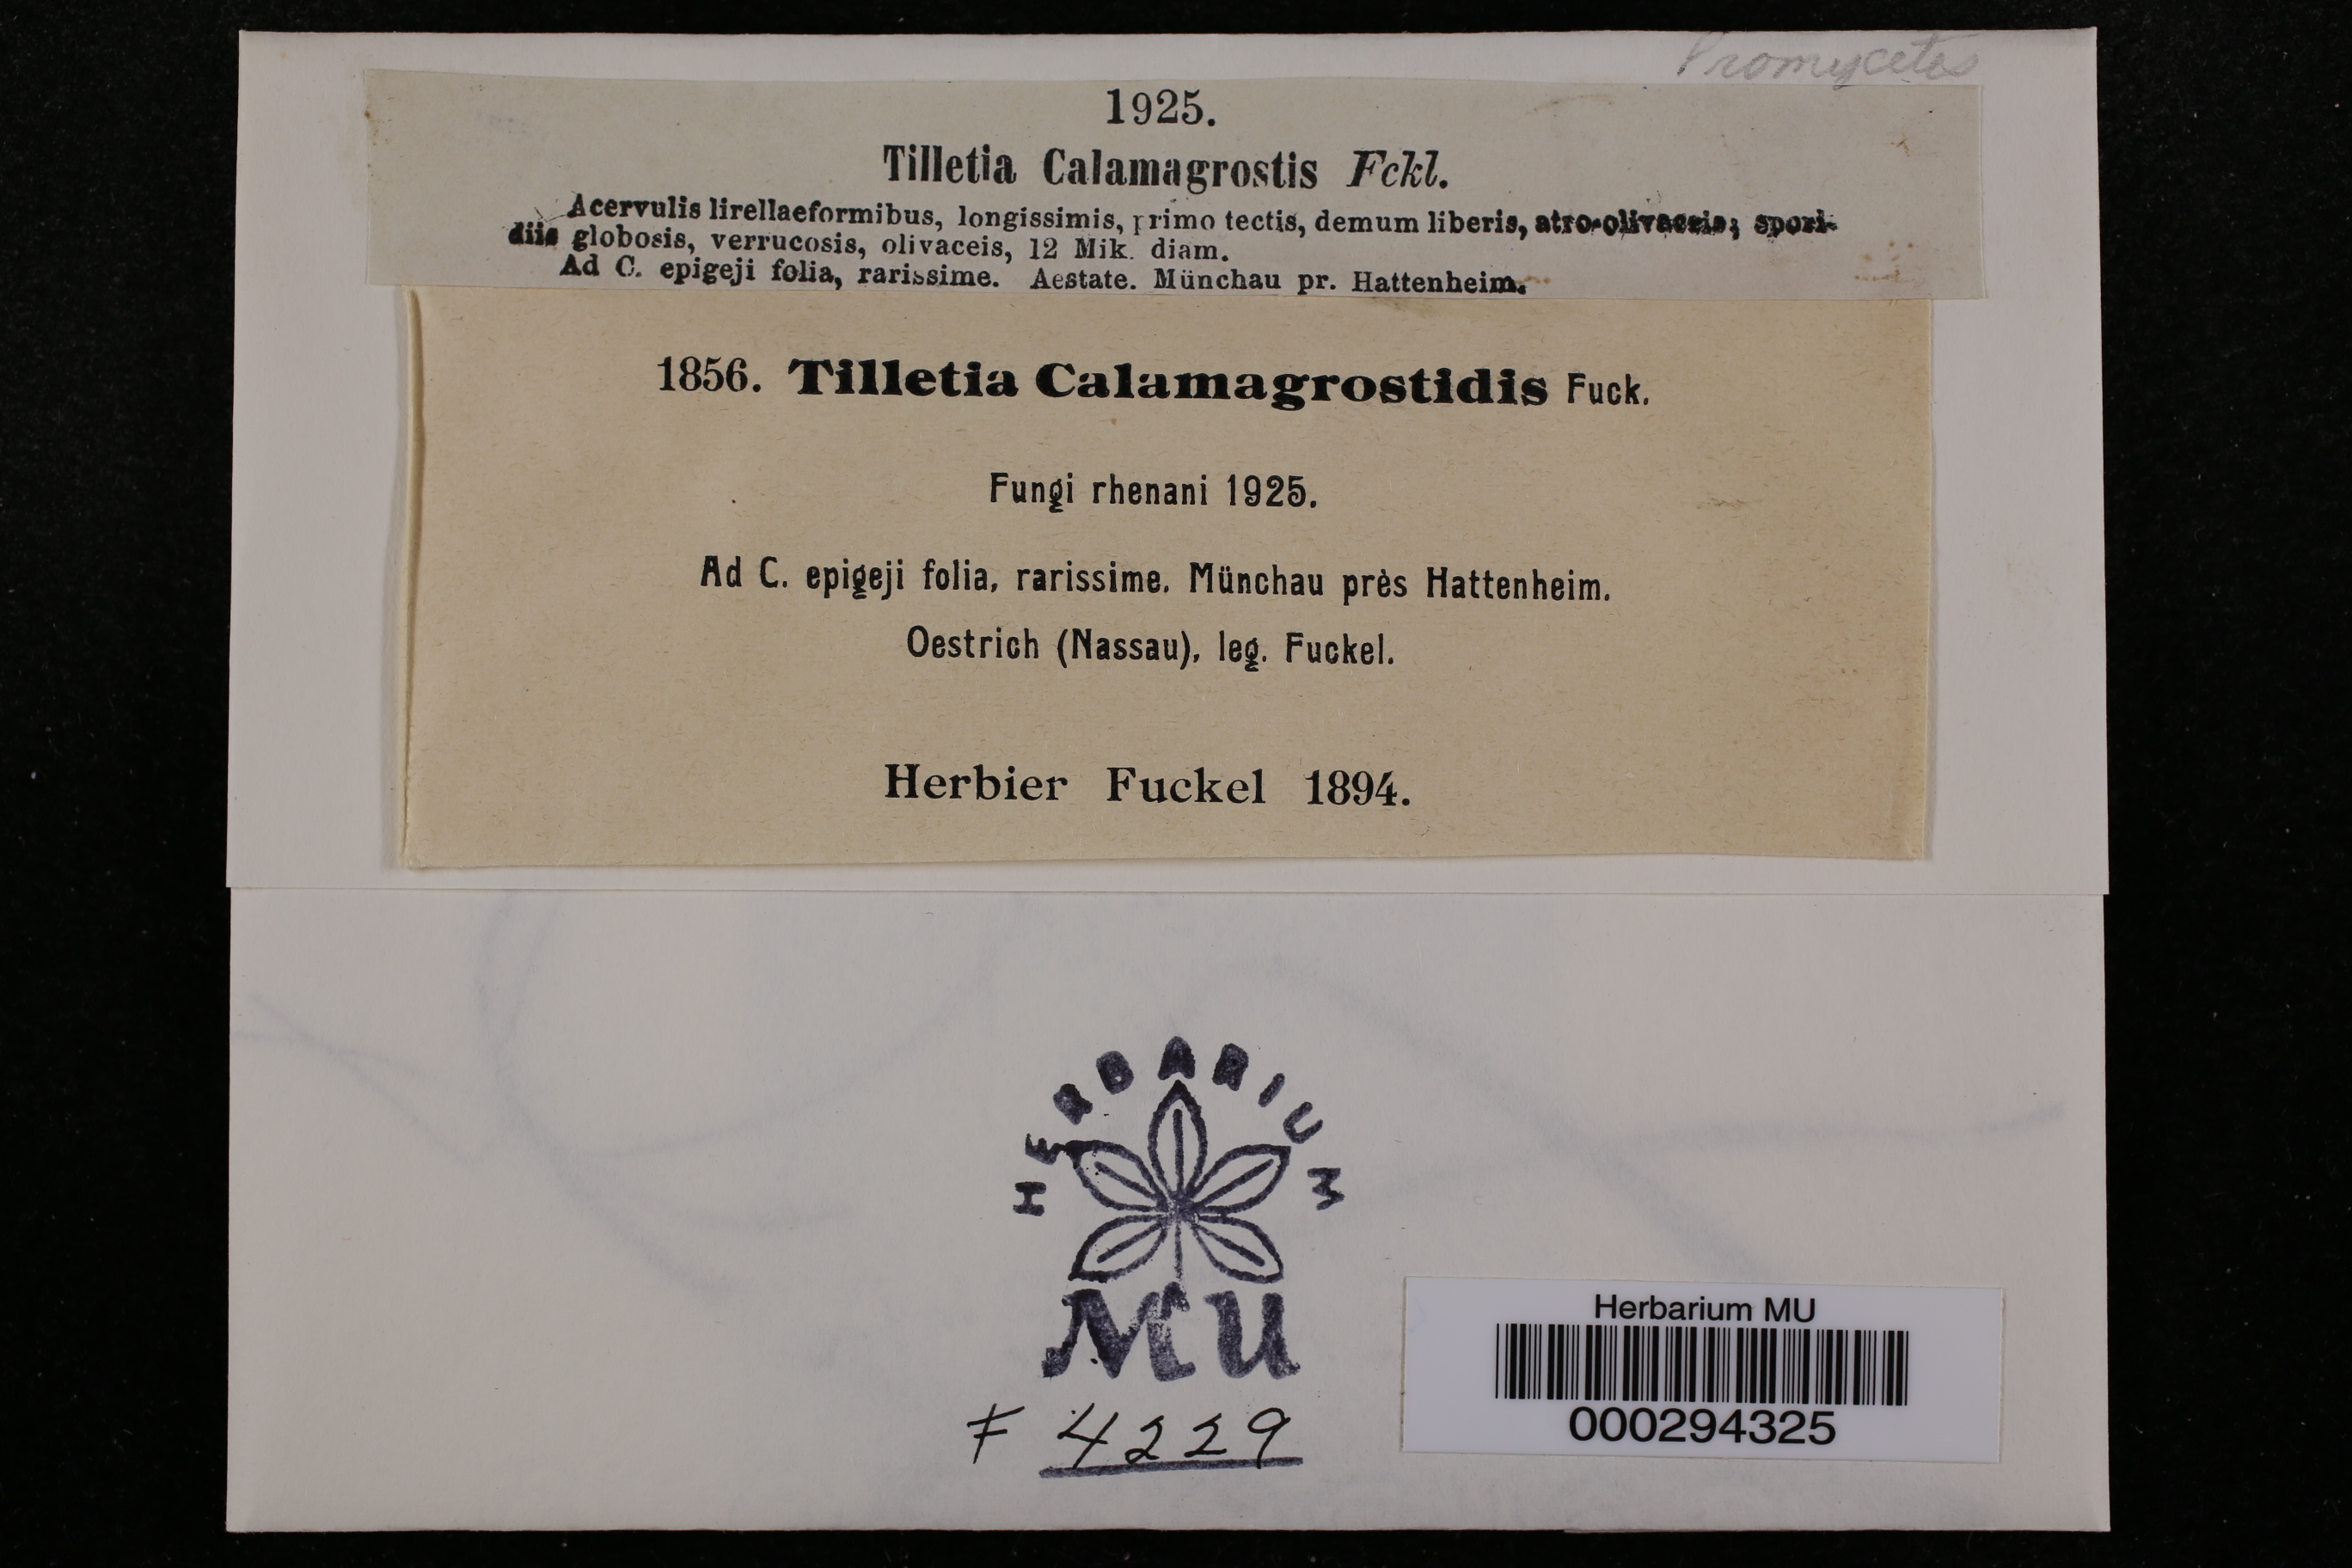 Promycetes
1925.
Tilletia Calamagrostis Fckl.
Acervulis lirellaeformibus, longissimis, primo tectis, demum liberis, atro-olivaceis; spori-
diis globosis, verrucosis, olivaceis, 12 Mik. diam.
Ad C. epigeji folia, rarissime. Aestate. Münchau pr. Hattenheim.
1856. Tilletia Calamagrostidis Fuck.
Fungi rhenani 1925.
Ad C. epigeji folia, rarissime. Münchau près Hattenheim.
Oestrich (Nassau), leg. Fuckel.
Herbier Fuckel 1894.
HERBARIUM
MU
F 4229
Herbarium MU
000294325